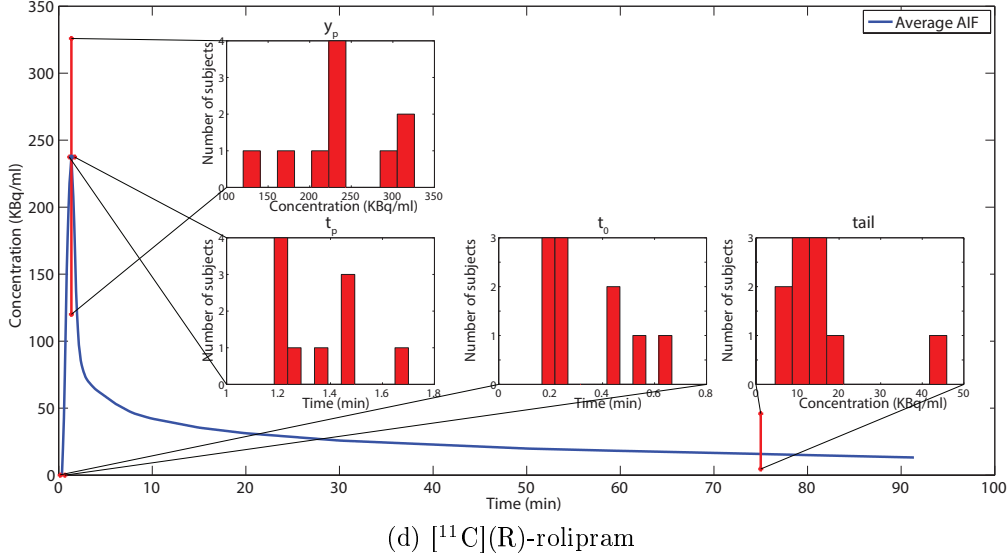 Average AIF
Concentration (KBq/ml)
350
300
250
200
150
100
50
0
0 10 20 30 40 50 60 70 80 90 100
Time (min)
y_p
Number of subjects
4
3
2
1
0
100 150 200 250 300 350
Concentration (KBq/ml)
t_p
Number of subjects
4
3
2
1
0
1 1.2 1.4 1.6 1.8
Time (min)
t_0
Number of subjects
3
2
1
0
0 0.2 0.4 0.6 0.8
Time (min)
tail
Number of subjects
3
2
1
0
0 10 20 30 40 50
Concentration (KBq/ml)
(d) [¹¹C](R)-rolipram